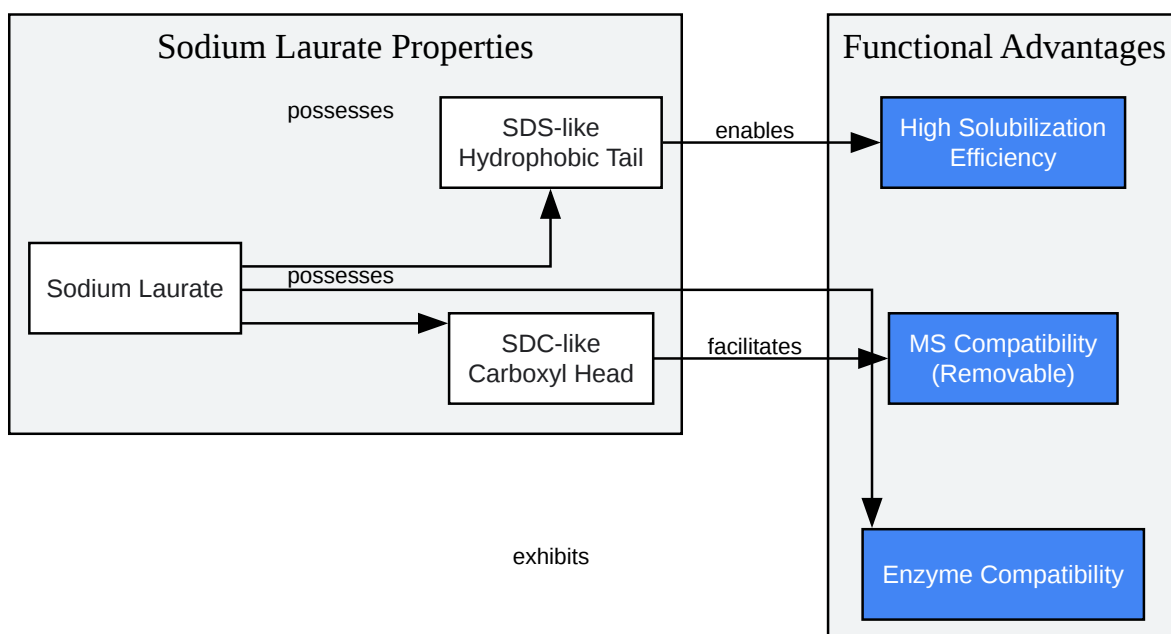 Sodium Laurate Properties
Functional Advantages
possesses
SDS-like
Hydrophobic Tail
enables
High Solubilization
Efficiency
Sodium Laurate
possesses
SDC-like
Carboxyl Head
facilitates
MS Compatibility
(Removable)
exhibits
Enzyme Compatibility